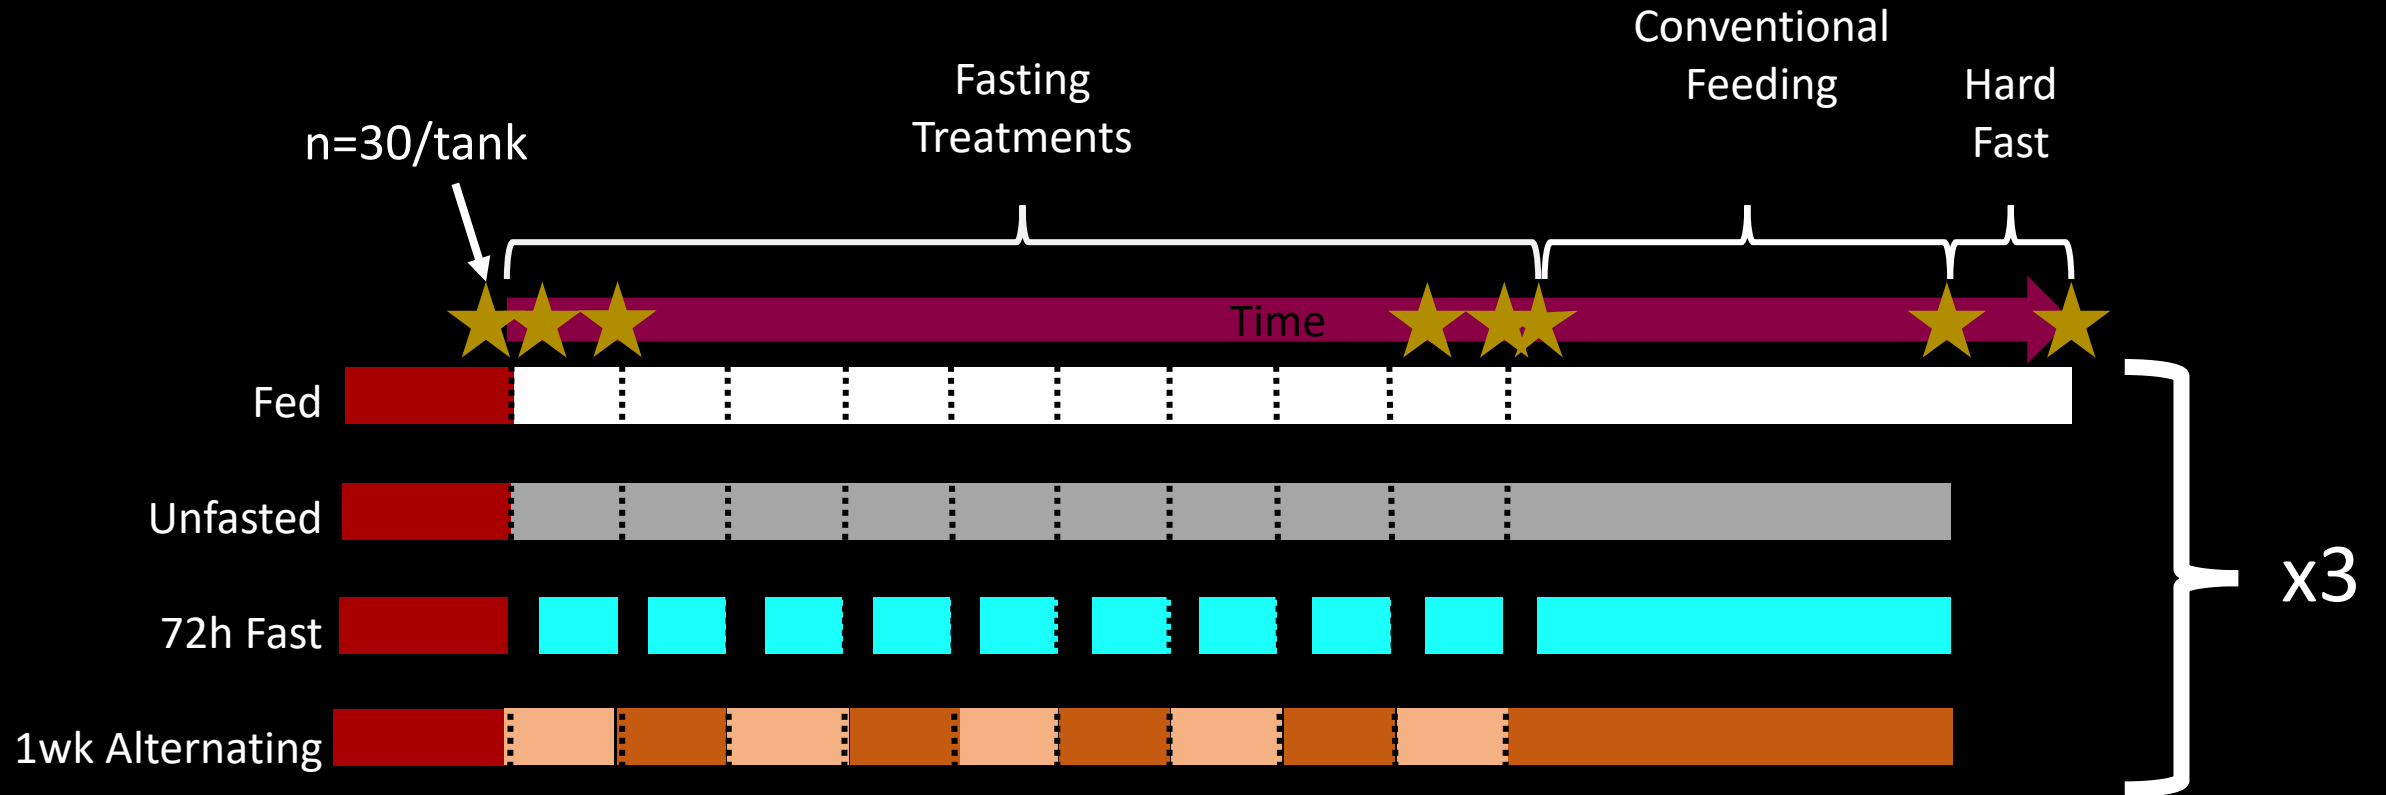 Conventional
Feeding
Fasting
Treatments
Hard
Fast
n=30/tank
Time
Fed
Unfasted
72h Fast
1wk Alternating
x3